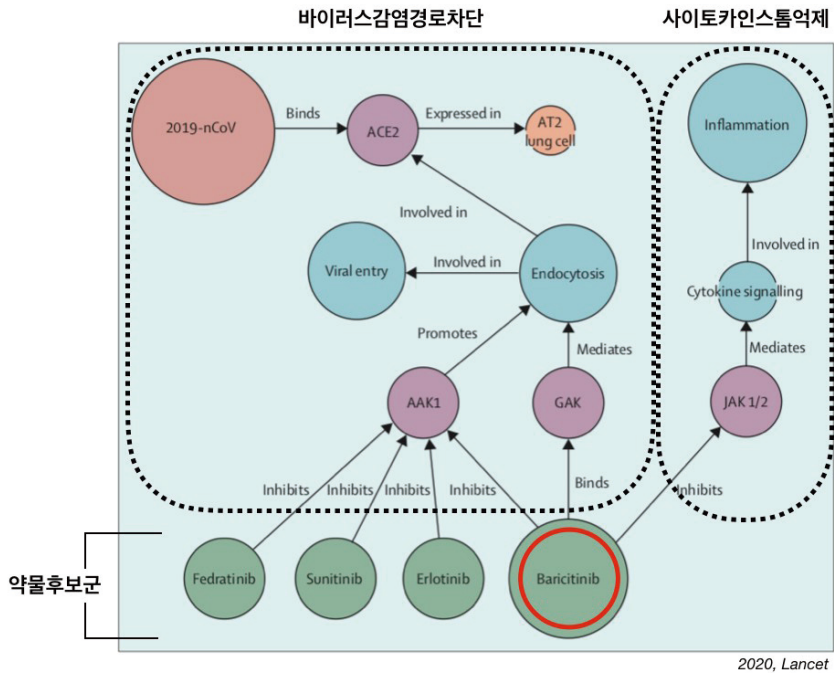 바이러스감염경로차단
사이토카인스톰억제
2019-nCoV
Binds
ACE2
Expressed in
AT2
lung cell
Inflammation
Involved in
Viral entry
Involved in
Endocytosis
Involved in
Cytokine signalling
Promotes
Mediates
Mediates
AAK1
GAK
JAK 1/2
Inhibits
Inhibits
Inhibits
Inhibits
Binds
Inhibits
약물후보군
Fedratinib
Sunitinib
Erlotinib
Baricitinib
2020, Lancet